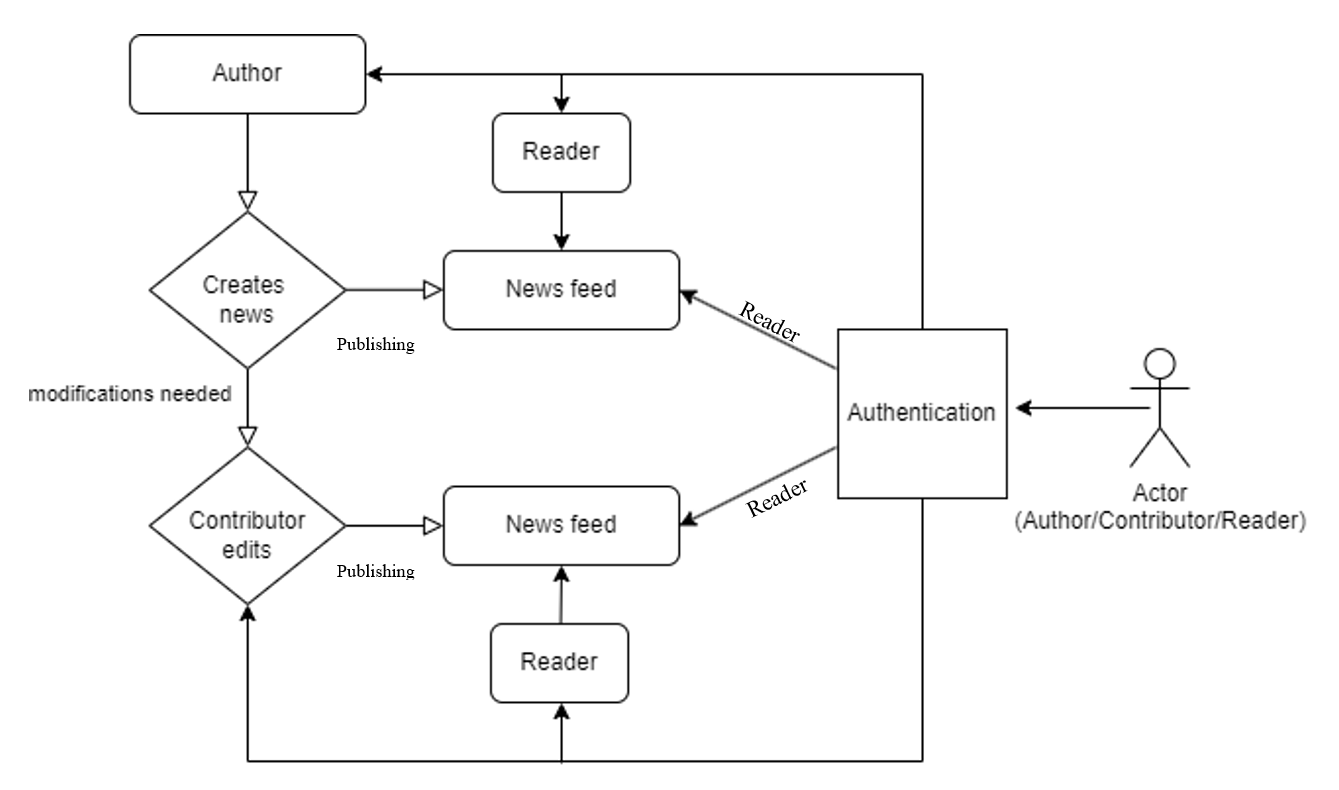 Author
Reader
Creates
news
News feed
Reader
Publishing
modifications needed
Authentication
Actor
(Author/Contributor/Reader)
Contributor
edits
News feed
Reader
Publishing
Reader